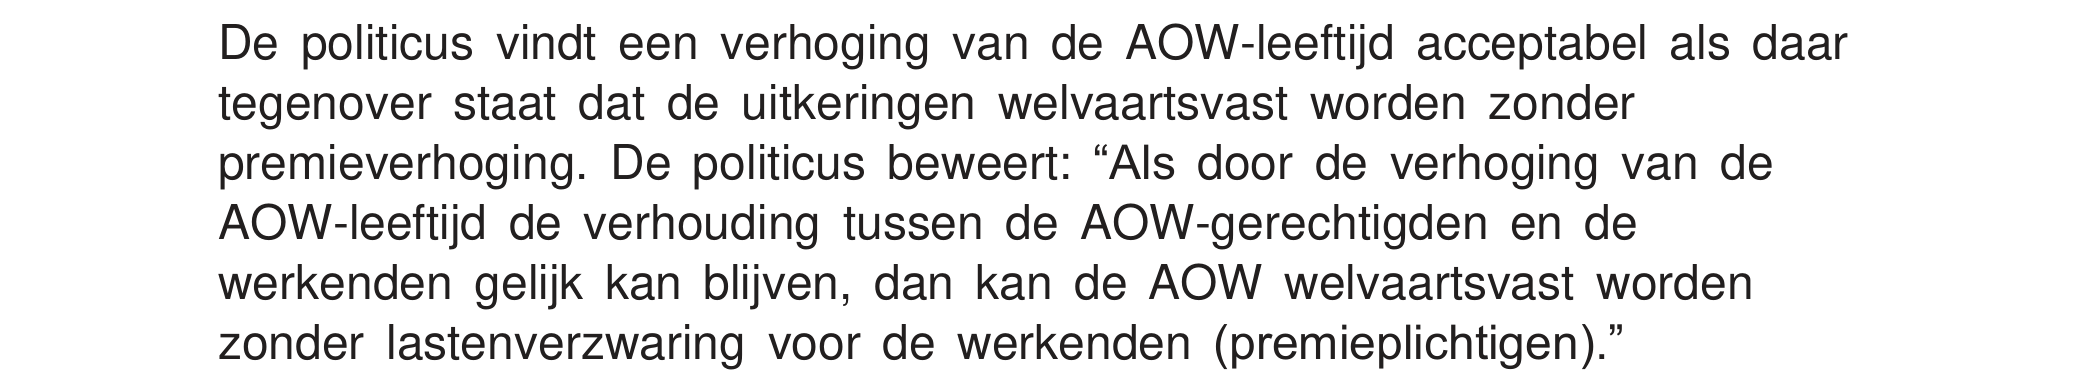 De politicus vindt een verhoging van de AOW-leeftijd acceptabel als daar
tegenover staat dat de uitkeringen welvaartsvast worden zonder
premieverhoging. De politicus beweert: “Als door de verhoging van de
AOW-leeftijd de verhouding tussen de AOW-gerechtigden en de
werkenden gelijk kan blijven, dan kan de AOW welvaartsvast worden
zonder lastenverzwaring voor de werkenden (premieplichtigen).”